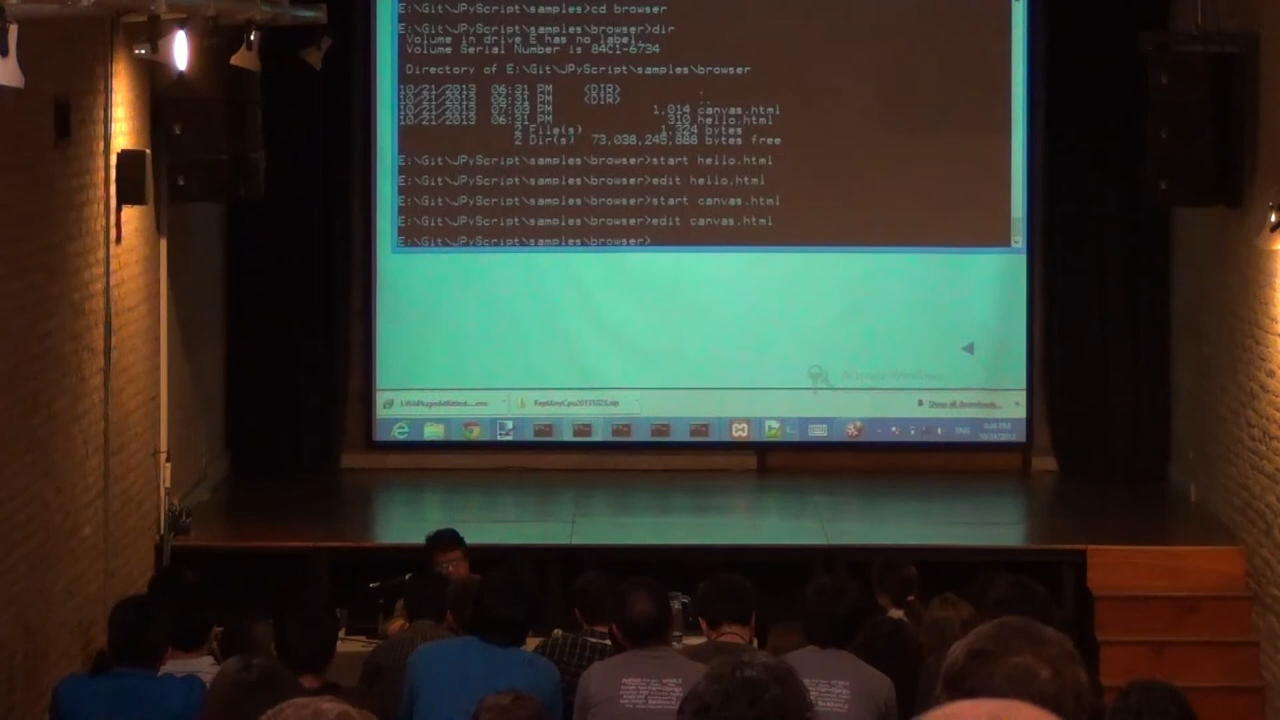 E:\Git\JPyScript\samples>cd browser
E:\Git\JPyScript\samples\browser>dir
Volume in drive E has no label.
Volume Serial Number is 84C1-6734
Directory of E:\Git\JPyScript\samples\browser
10/21/2013 06:31 PM <DIR> .
10/21/2013 06:31 PM <DIR> ..
10/21/2013 07:03 PM 1,014 canvas.html
10/21/2013 06:31 PM 310 hello.html
2 File(s) 1,324 bytes
2 Dir(s) 73,038,245,888 bytes free
E:\Git\JPyScript\samples\browser>start hello.html
E:\Git\JPyScript\samples\browser>edit hello.html
E:\Git\JPyScript\samples\browser>start canvas.html
E:\Git\JPyScript\samples\browser>edit canvas.html
E:\Git\JPyScript\samples\browser>
Show all downloads...
ENG